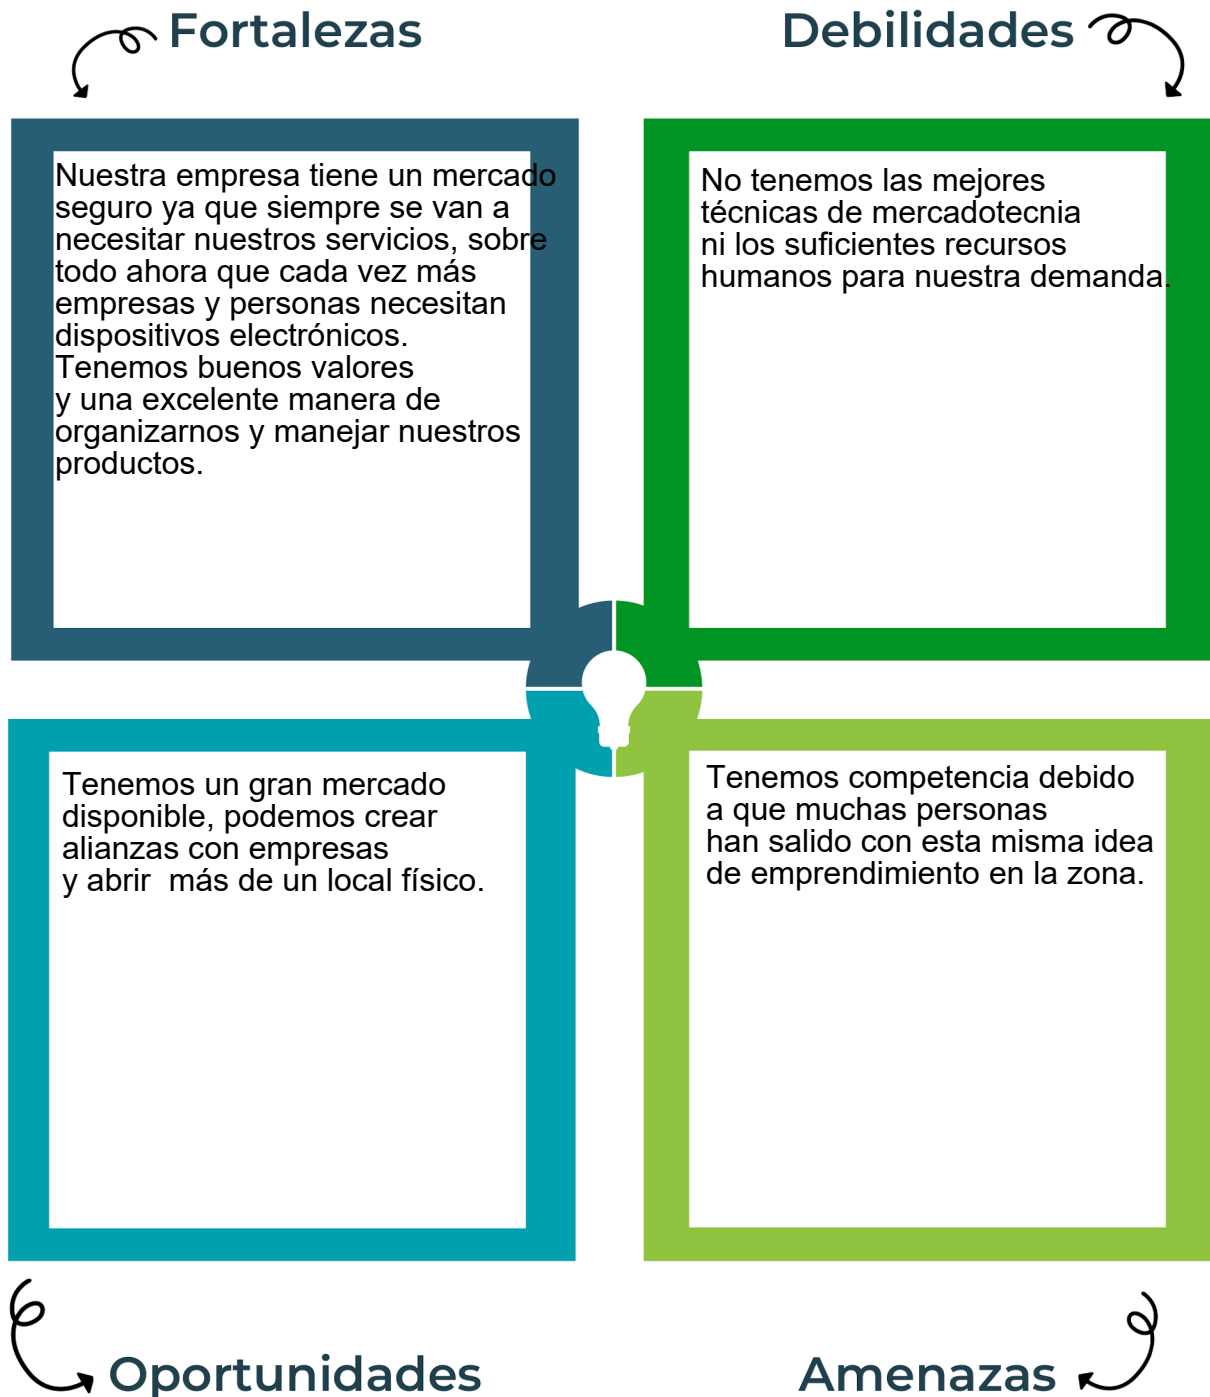 Fortalezas
Nuestra empresa tiene un mercado
seguro ya que siempre se van a
necesitar nuestros servicios, sobre
todo ahora que cada vez más
empresas y personas necesitan
dispositivos electrónicos.
Tenemos buenos valores
y una excelente manera de
organizarnos y manejar nuestros
productos.
Debilidades
No tenemos las mejores
técnicas de mercadotecnia
ni los suficientes recursos
humanos para nuestra demanda.
Tenemos un gran mercado
disponible, podemos crear
alianzas con empresas
y abrir  más de un local físico.
Oportunidades
Tenemos competencia debido
a que muchas personas
han salido con esta misma idea
de emprendimiento en la zona.
Amenazas